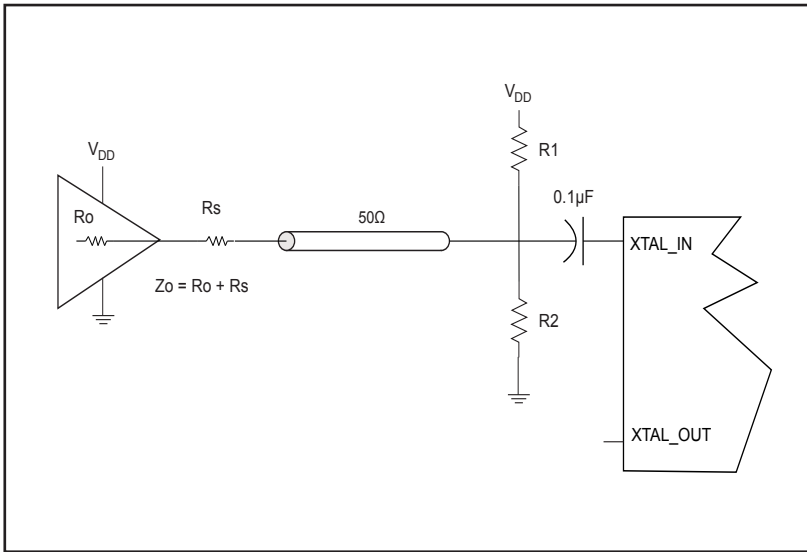 V_DD
R1
V_DD
0.1µF
Ro
Rs
50Ω
XTAL_IN
Zo = Ro + Rs
R2
XTAL_OUT